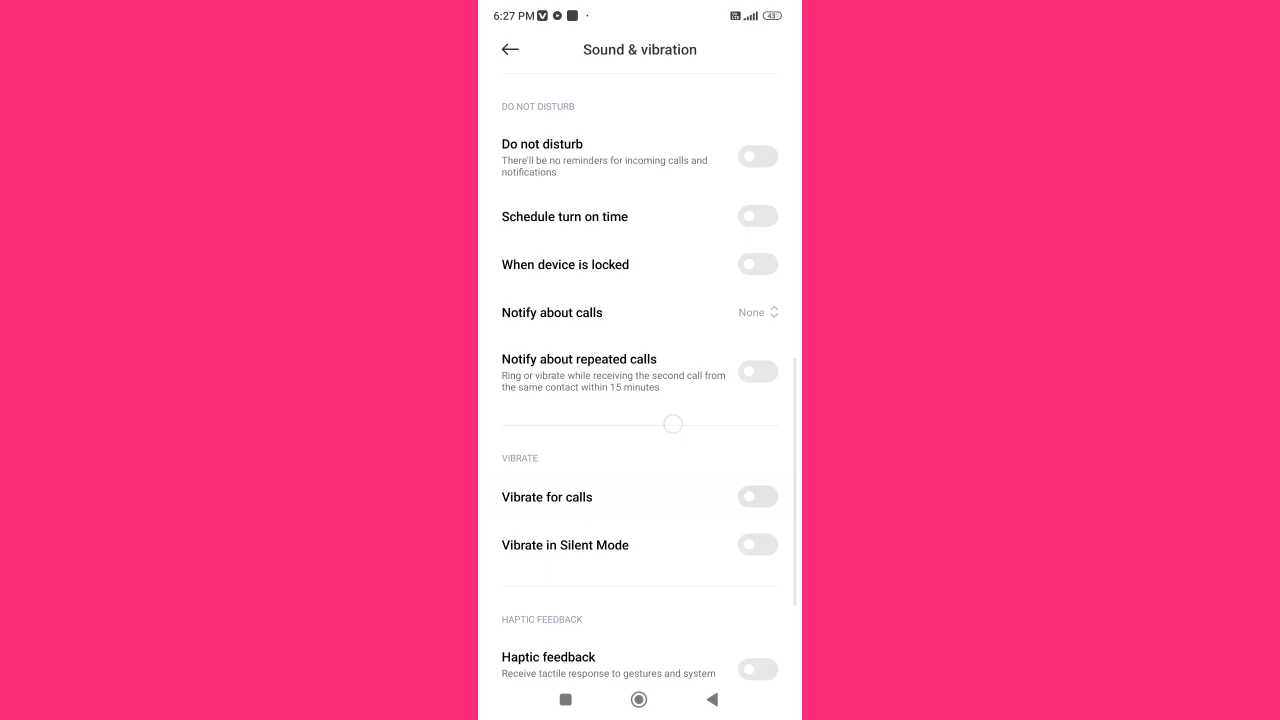 6:27 PM
43
Sound & vibration
DO NOT DISTURB
Do not disturb
There'll be no reminders for incoming calls and
notifications
Schedule turn on time
When device is locked
Notify about calls
None
Notify about repeated calls
Ring or vibrate while receiving the second call from
the same contact within 15 minutes
VIBRATE
Vibrate for calls
Vibrate in Silent Mode
HAPTIC FEEDBACK
Haptic feedback
Receive tactile response to gestures and system